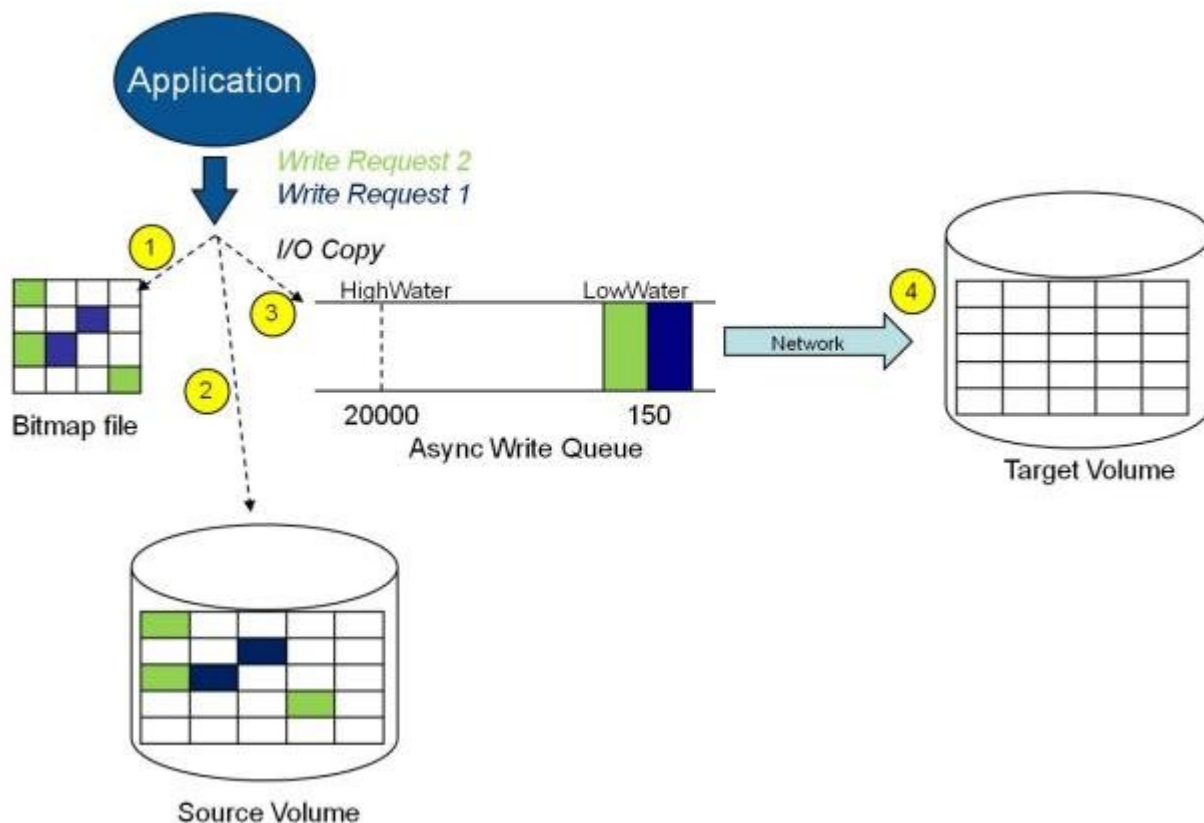 Application
Write Request 2
Write Request 1
I/O Copy
1
2
3
4
HighWater
LowWater
Network
20000
150
Async Write Queue
Bitmap file
Target Volume
Source Volume